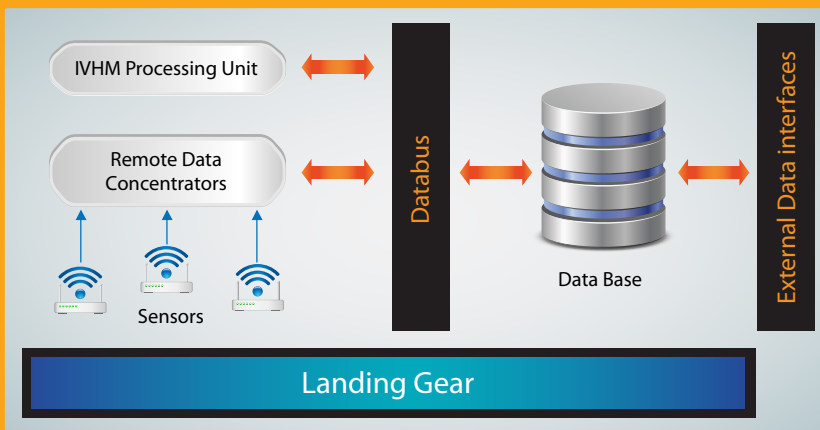 IVHM Processing Unit
Remote Data
Concentrators
Sensors
Databus
Data Base
External Data interfaces
Landing Gear